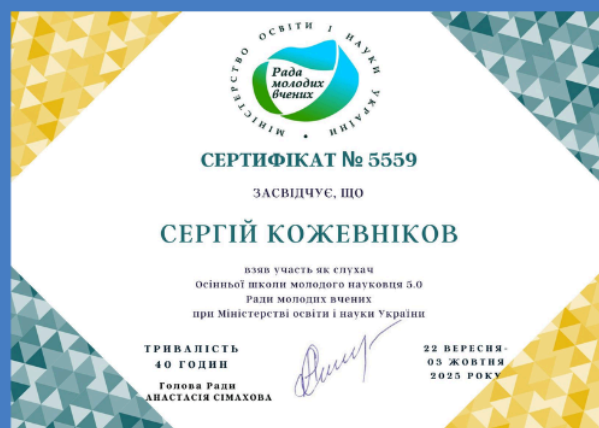 МІНІСТЕРСТВО ОСВІТИ І НАУКИ УКРАЇНИ
Рада
молодих
вчених
СЕРТИФІКАТ № 5559
ЗАСВІДЧУЄ, ЩО
СЕРГІЙ КОЖЕВНІКОВ
взяв участь як слухач
Осінньої школи молодого науковця 5.0
Ради молодих вчених
при Міністерстві освіти і науки України
ТРИВАЛІСТЬ
40 ГОДИН
Голова Ради
АНАСТАСІЯ СІМАХОВА
22 ВЕРЕСНЯ-
03 ЖОВТНЯ
2025 РОКУ